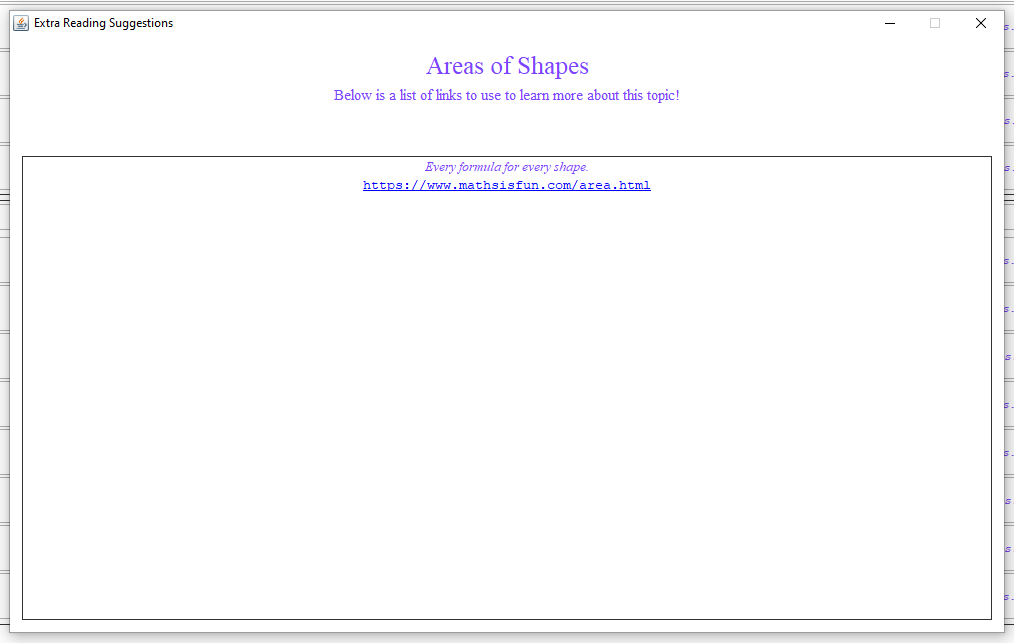 Extra Reading Suggestions
Areas of Shapes
Below is a list of links to use to learn more about this topic!
Every formula for every shape.
https://www.mathsisfun.com/area.html